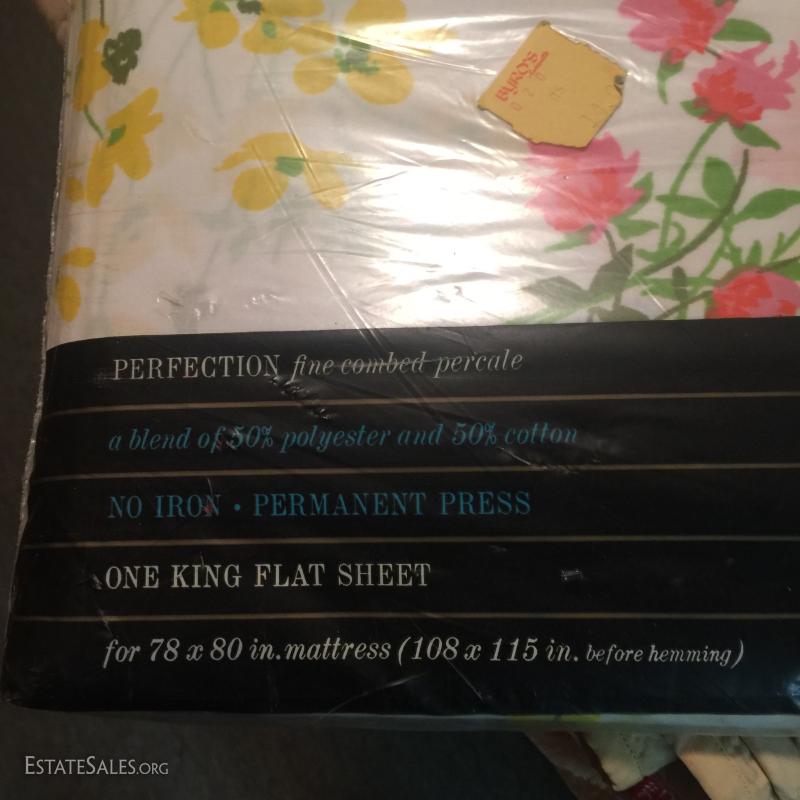 BYRD'S
PERFECTION fine combed percale
a blend of 50% polyester and 50% cotton
NO IRON • PERMANENT PRESS
ONE KING FLAT SHEET
for 78 x 80 in. mattress (108 x 115 in. before hemming)
ESTATESALES.ORG